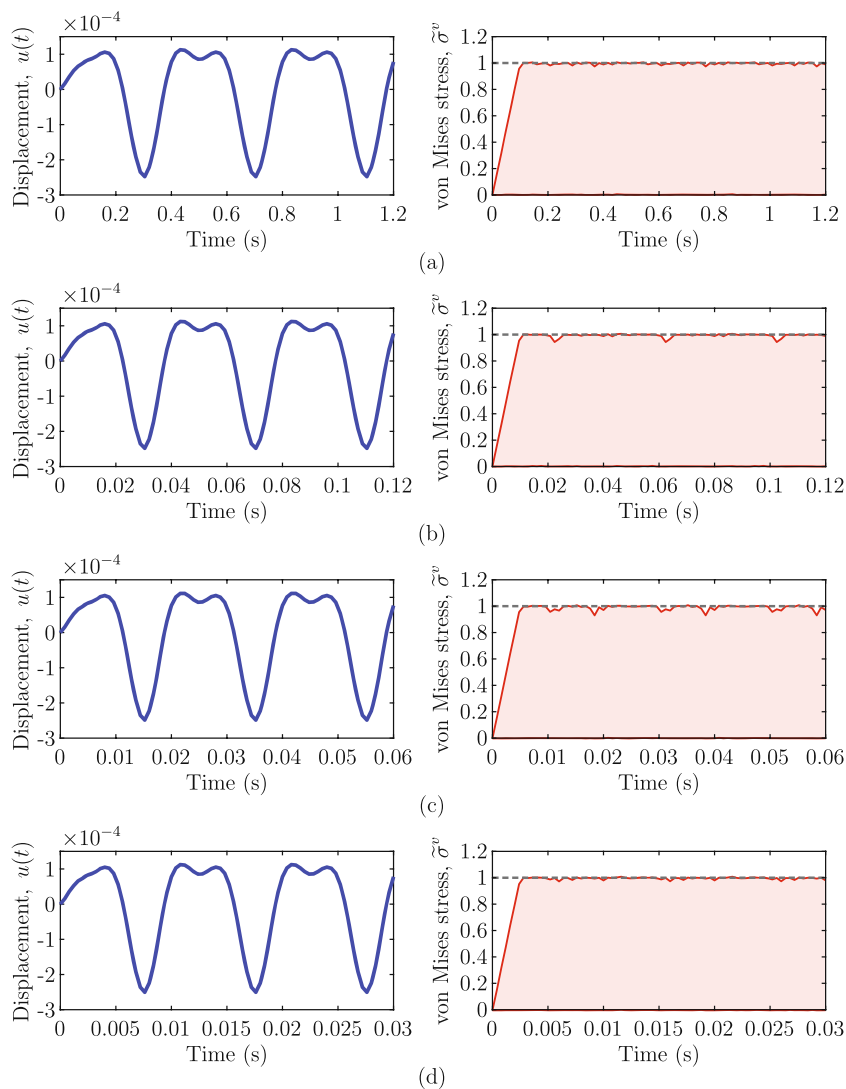 ×10⁻⁴
Displacement, u(t)
1
0
-1
-2
-3
0 0.2 0.4 0.6 0.8 1 1.2
Time (s)
von Mises stress, σ̃ᵛ
1.2
1
0.8
0.6
0.4
0.2
0
0 0.2 0.4 0.6 0.8 1 1.2
Time (s)
(a)
×10⁻⁴
Displacement, u(t)
1
0
-1
-2
-3
0 0.02 0.04 0.06 0.08 0.1 0.12
Time (s)
von Mises stress, σ̃ᵛ
1.2
1
0.8
0.6
0.4
0.2
0
0 0.02 0.04 0.06 0.08 0.1 0.12
Time (s)
(b)
×10⁻⁴
Displacement, u(t)
1
0
-1
-2
-3
0 0.01 0.02 0.03 0.04 0.05 0.06
Time (s)
von Mises stress, σ̃ᵛ
1.2
1
0.8
0.6
0.4
0.2
0
0 0.01 0.02 0.03 0.04 0.05 0.06
Time (s)
(c)
×10⁻⁴
Displacement, u(t)
1
0
-1
-2
-3
0 0.005 0.01 0.015 0.02 0.025 0.03
Time (s)
von Mises stress, σ̃ᵛ
1.2
1
0.8
0.6
0.4
0.2
0
0 0.005 0.01 0.015 0.02 0.025 0.03
Time (s)
(d)